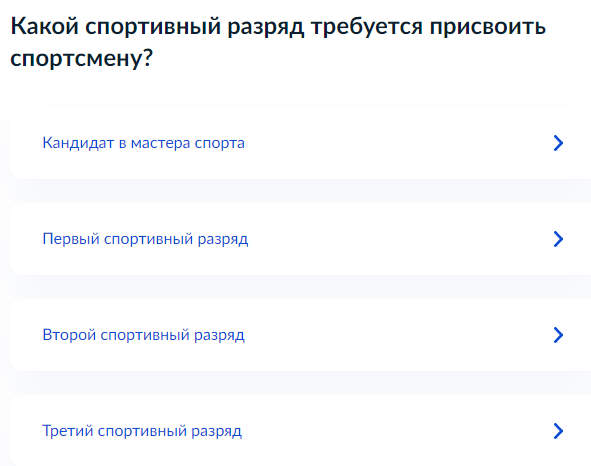 Какой спортивный разряд требуется присвоить
спортсмену?
Кандидат в мастера спорта
Первый спортивный разряд
Второй спортивный разряд
Третий спортивный разряд